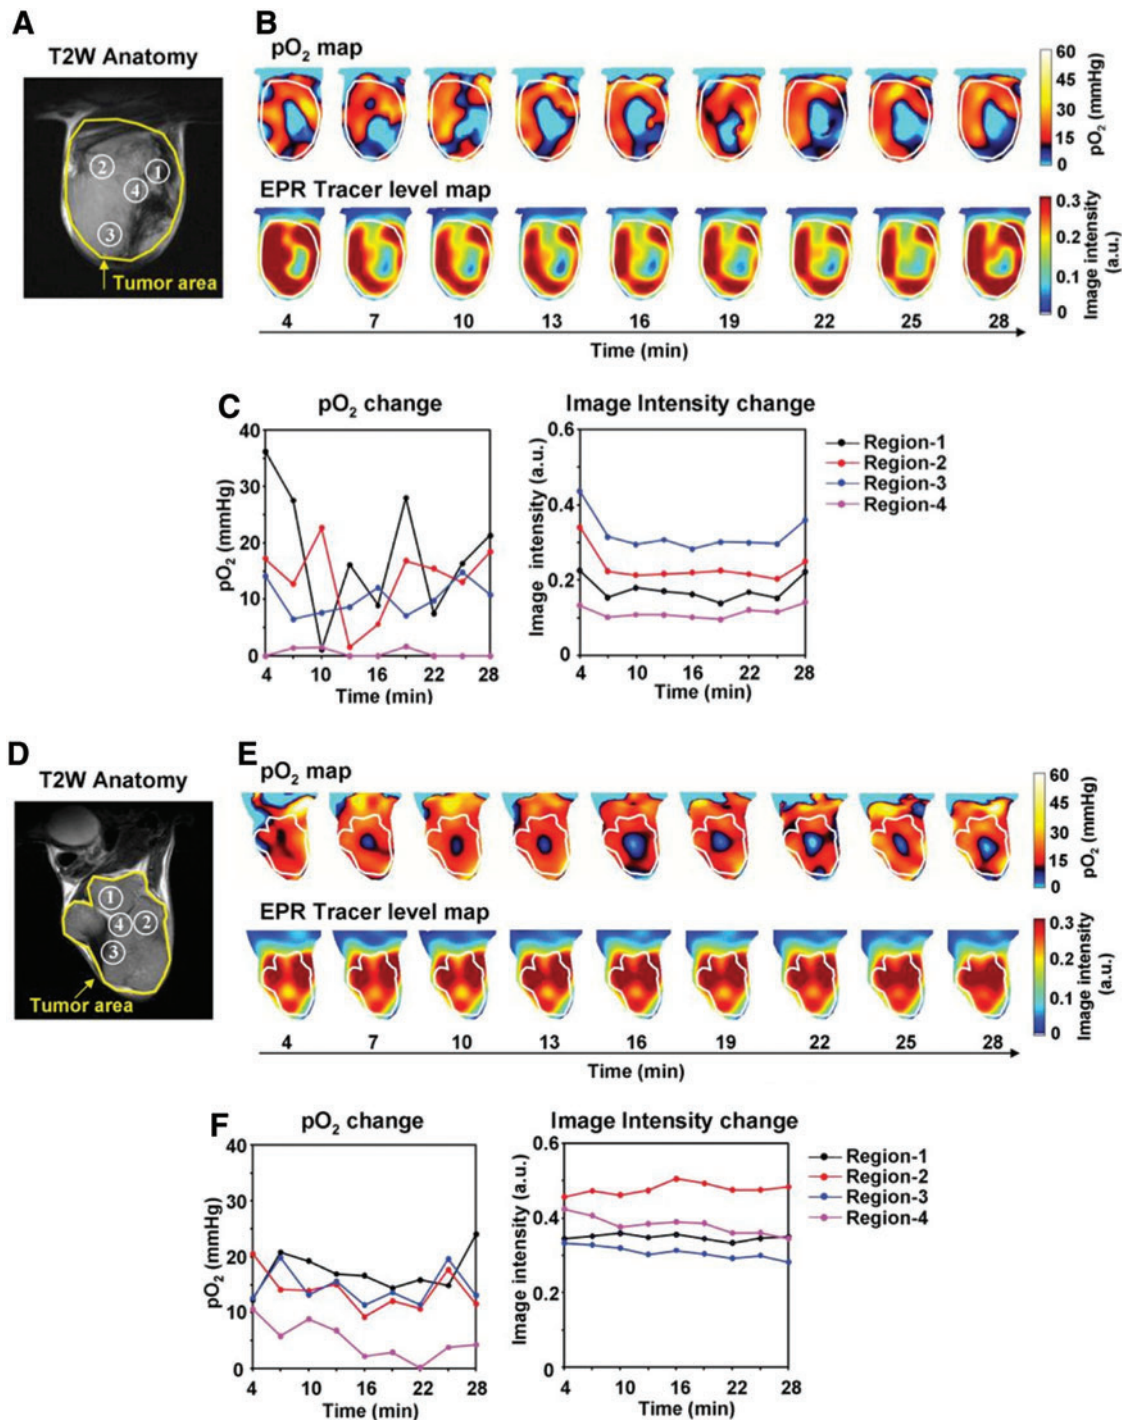 A
T2W Anatomy
1
2
4
3
Tumor area
B
pO2 map
60
45
30
15
0
pO2 (mmHg)
EPR Tracer level map
0.3
0.2
0.1
0
Image intensity
(a.u.)
4 7 10 13 16 19 22 25 28
Time (min)
C
pO2 change
40
30
20
10
0
pO2 (mmHg)
4 10 16 22 28
Time (min)
Image Intensity change
0.6
0.4
0.2
0
Image intensity (a.u.)
4 10 16 22 28
Time (min)
Region-1
Region-2
Region-3
Region-4
D
T2W Anatomy
1
4 2
3
Tumor area
E
pO2 map
60
45
30
15
0
pO2 (mmHg)
EPR Tracer level map
0.3
0.2
0.1
0
Image intensity
(a.u.)
4 7 10 13 16 19 22 25 28
Time (min)
F
pO2 change
40
30
20
10
0
pO2 (mmHg)
4 10 16 22 28
Time (min)
Image Intensity change
0.6
0.4
0.2
0
Image intensity (a.u.)
4 10 16 22 28
Time (min)
Region-1
Region-2
Region-3
Region-4